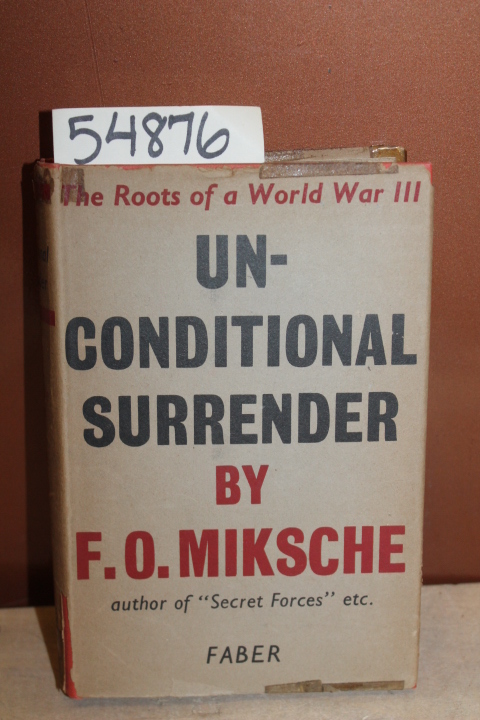 54876
The Roots of a World War III
UN-
CONDITIONAL
SURRENDER
BY
F. O. MIKSCHE
author of "Secret Forces" etc.
FABER